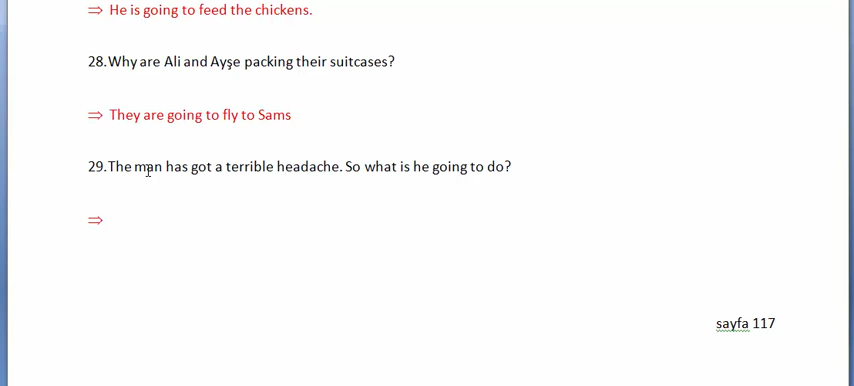 ⇒ He is going to feed the chickens.
28.Why are Ali and Ayşe packing their suitcases?
⇒ They are going to fly to Sams
29.The man has got a terrible headache. So what is he going to do?
⇒
sayfa 117